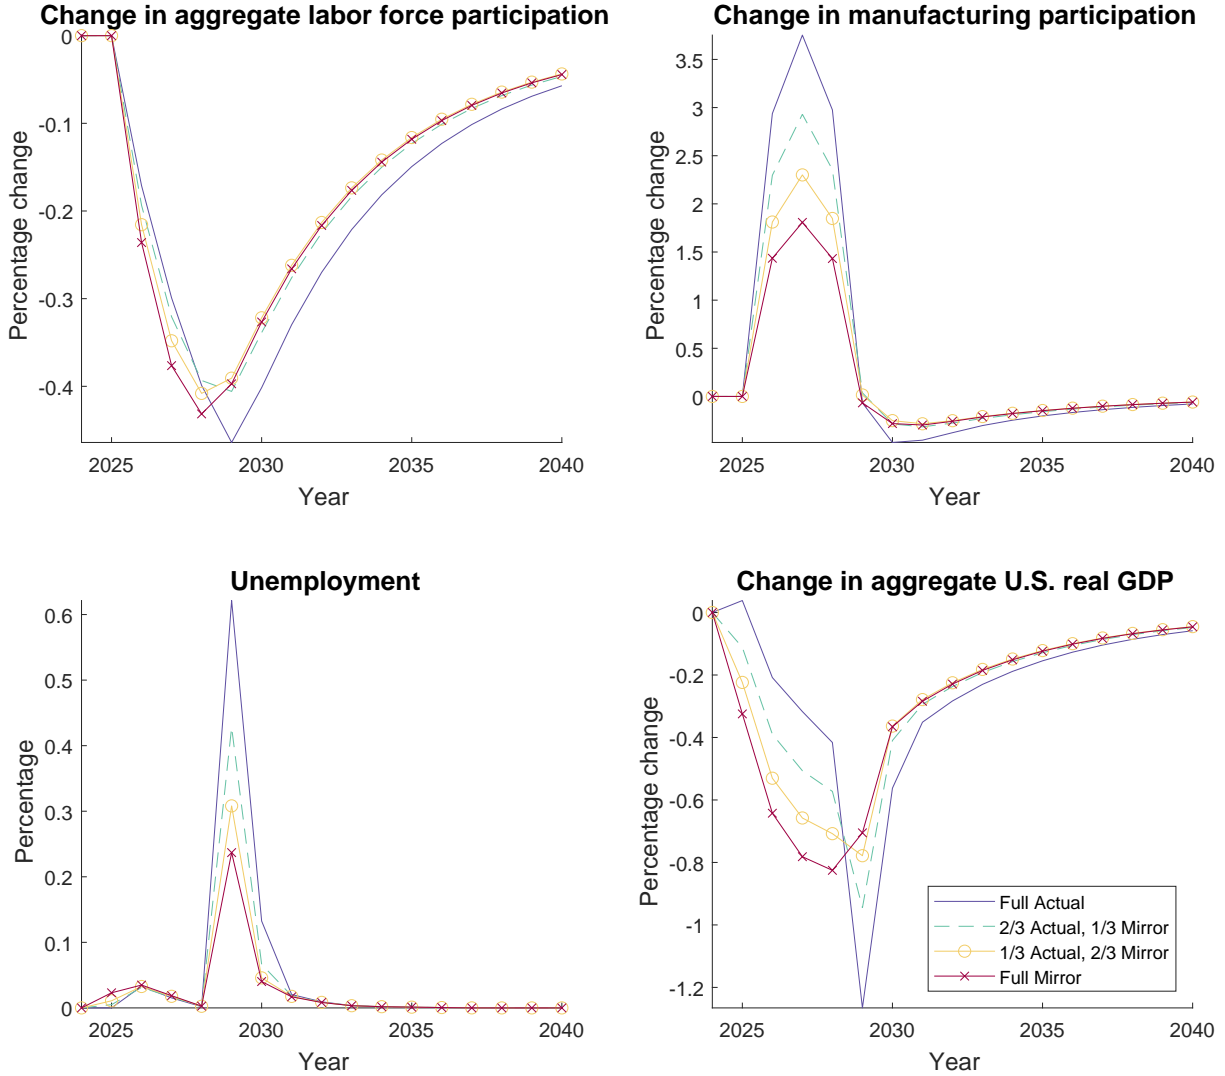 Change in aggregate labor force participation
0
-0.1
-0.2
-0.3
-0.4
Percentage change
2025
2030
2035
2040
Year
Change in manufacturing participation
3.5
3
2.5
2
1.5
1
0.5
0
Percentage change
2025
2030
2035
2040
Year
Unemployment
0.6
0.5
0.4
0.3
0.2
0.1
0
Percentage
2025
2030
2035
2040
Year
Change in aggregate U.S. real GDP
0
-0.2
-0.4
-0.6
-0.8
-1
-1.2
Percentage change
2025
2030
2035
2040
Year
Full Actual
2/3 Actual, 1/3 Mirror
1/3 Actual, 2/3 Mirror
Full Mirror